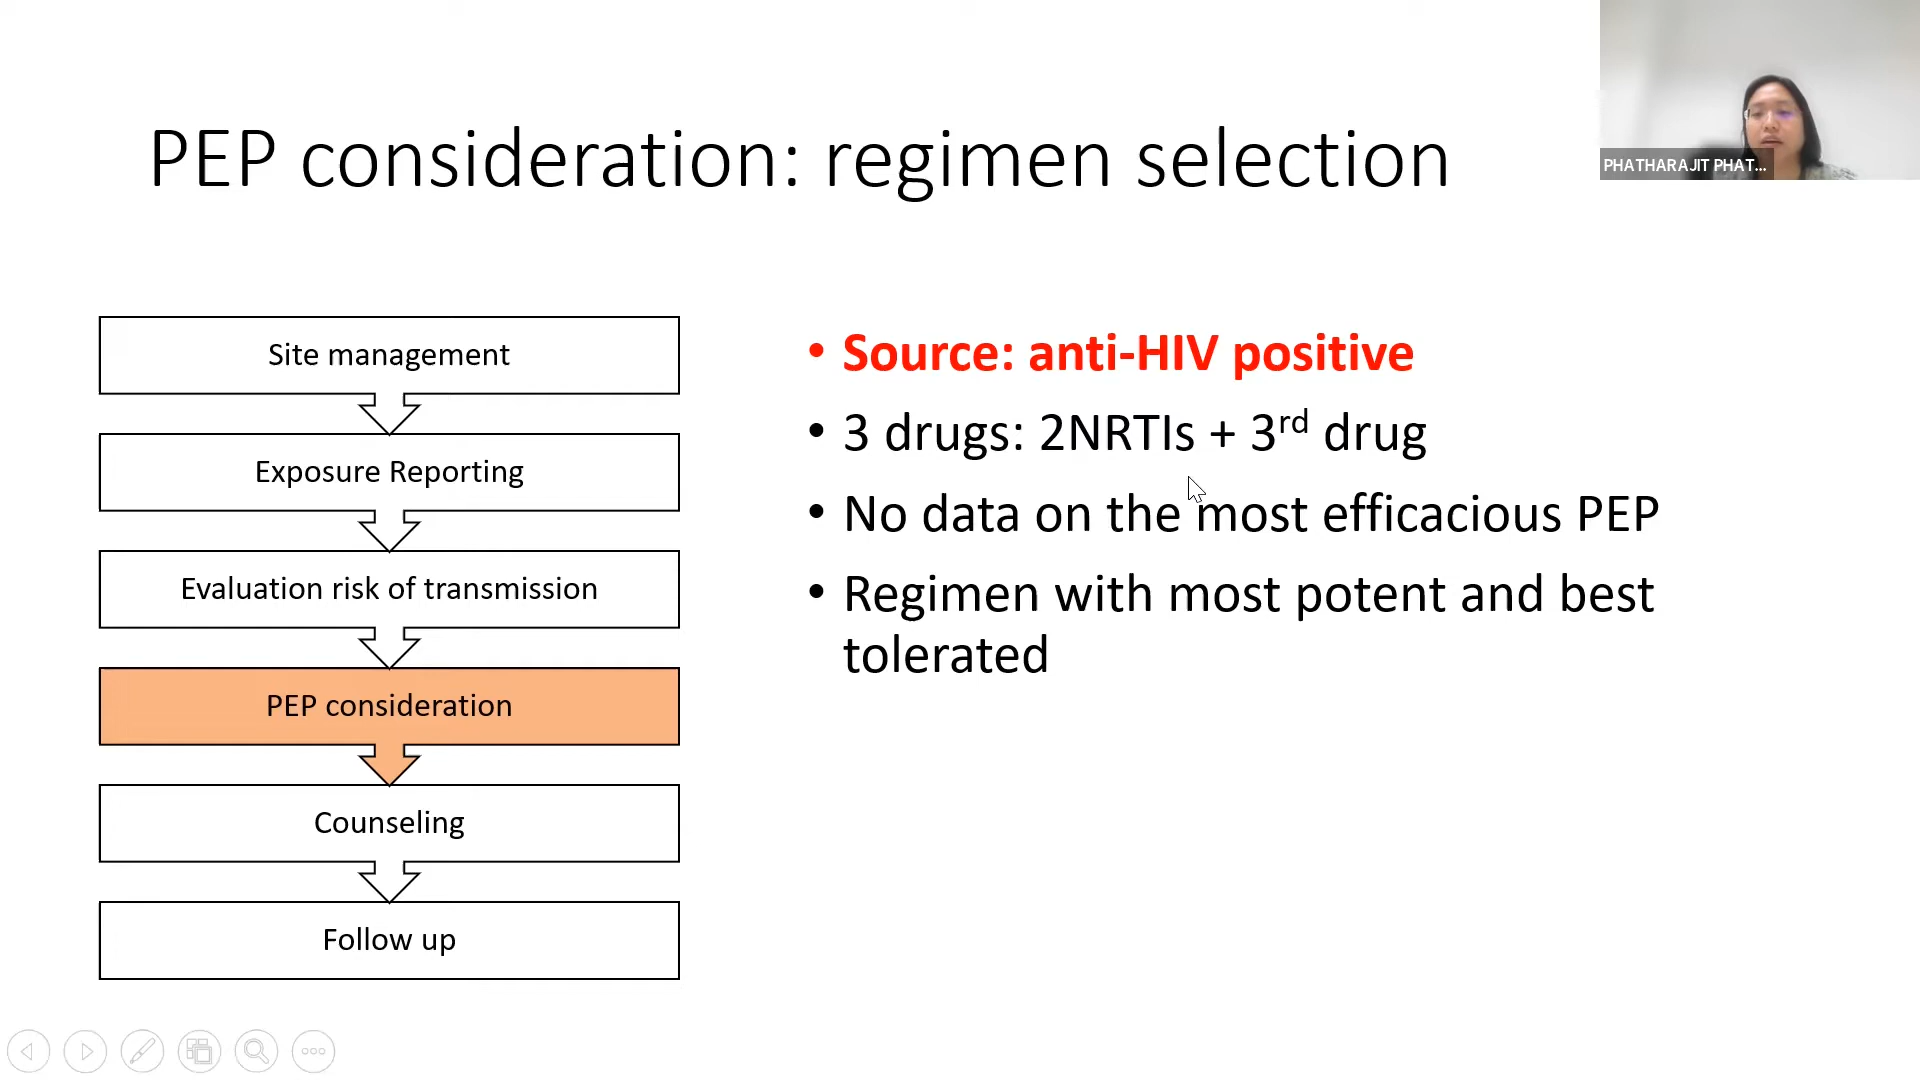 PHATHARAJIT PHAT...
PEP consideration: regimen selection
Site management
Exposure Reporting
Evaluation risk of transmission
PEP consideration
Counseling
Follow up
• Source: anti-HIV positive
• 3 drugs: 2NRTIs + 3rd drug
• No data on the most efficacious PEP
• Regimen with most potent and best
tolerated